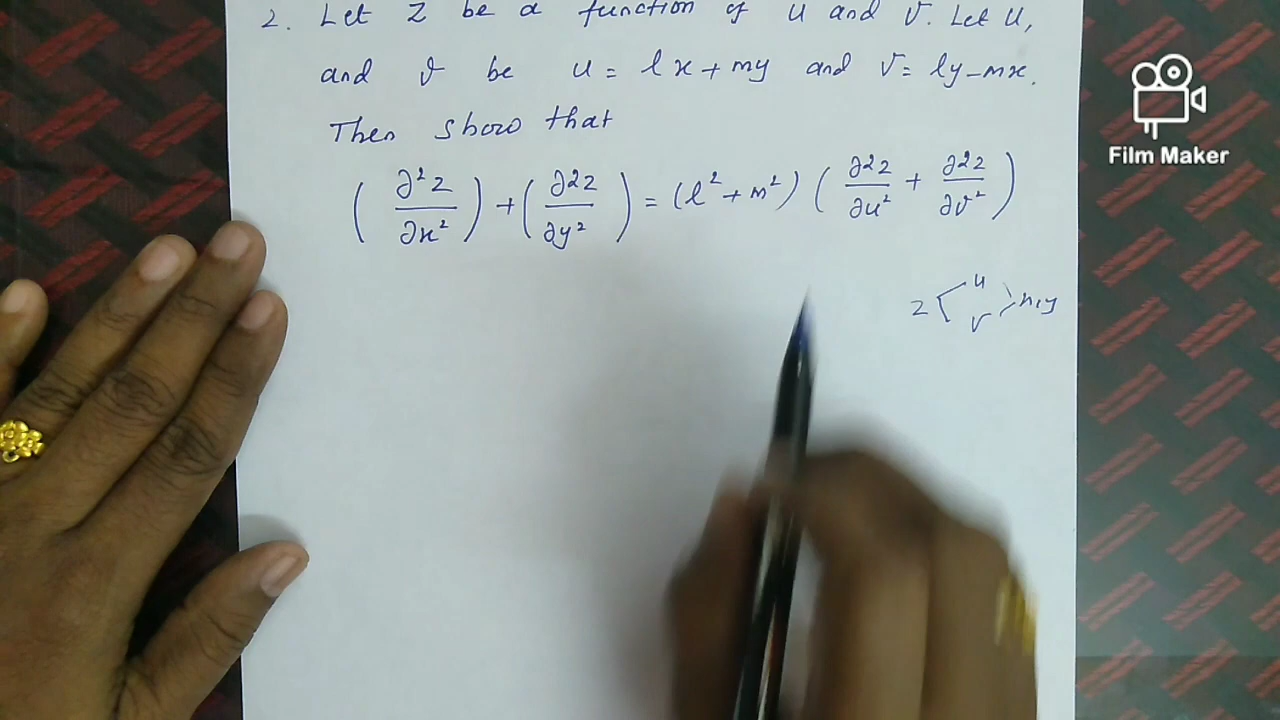 2. Let Z be a function of u and v. Let u,
and v be u = lx + my and v = ly - mx.
Then show that
( ∂²z / ∂x² ) + ( ∂²z / ∂y² ) = (l² + m²) ( ∂²z / ∂u² + ∂²z / ∂v² )
z < u v > x, y
Film Maker